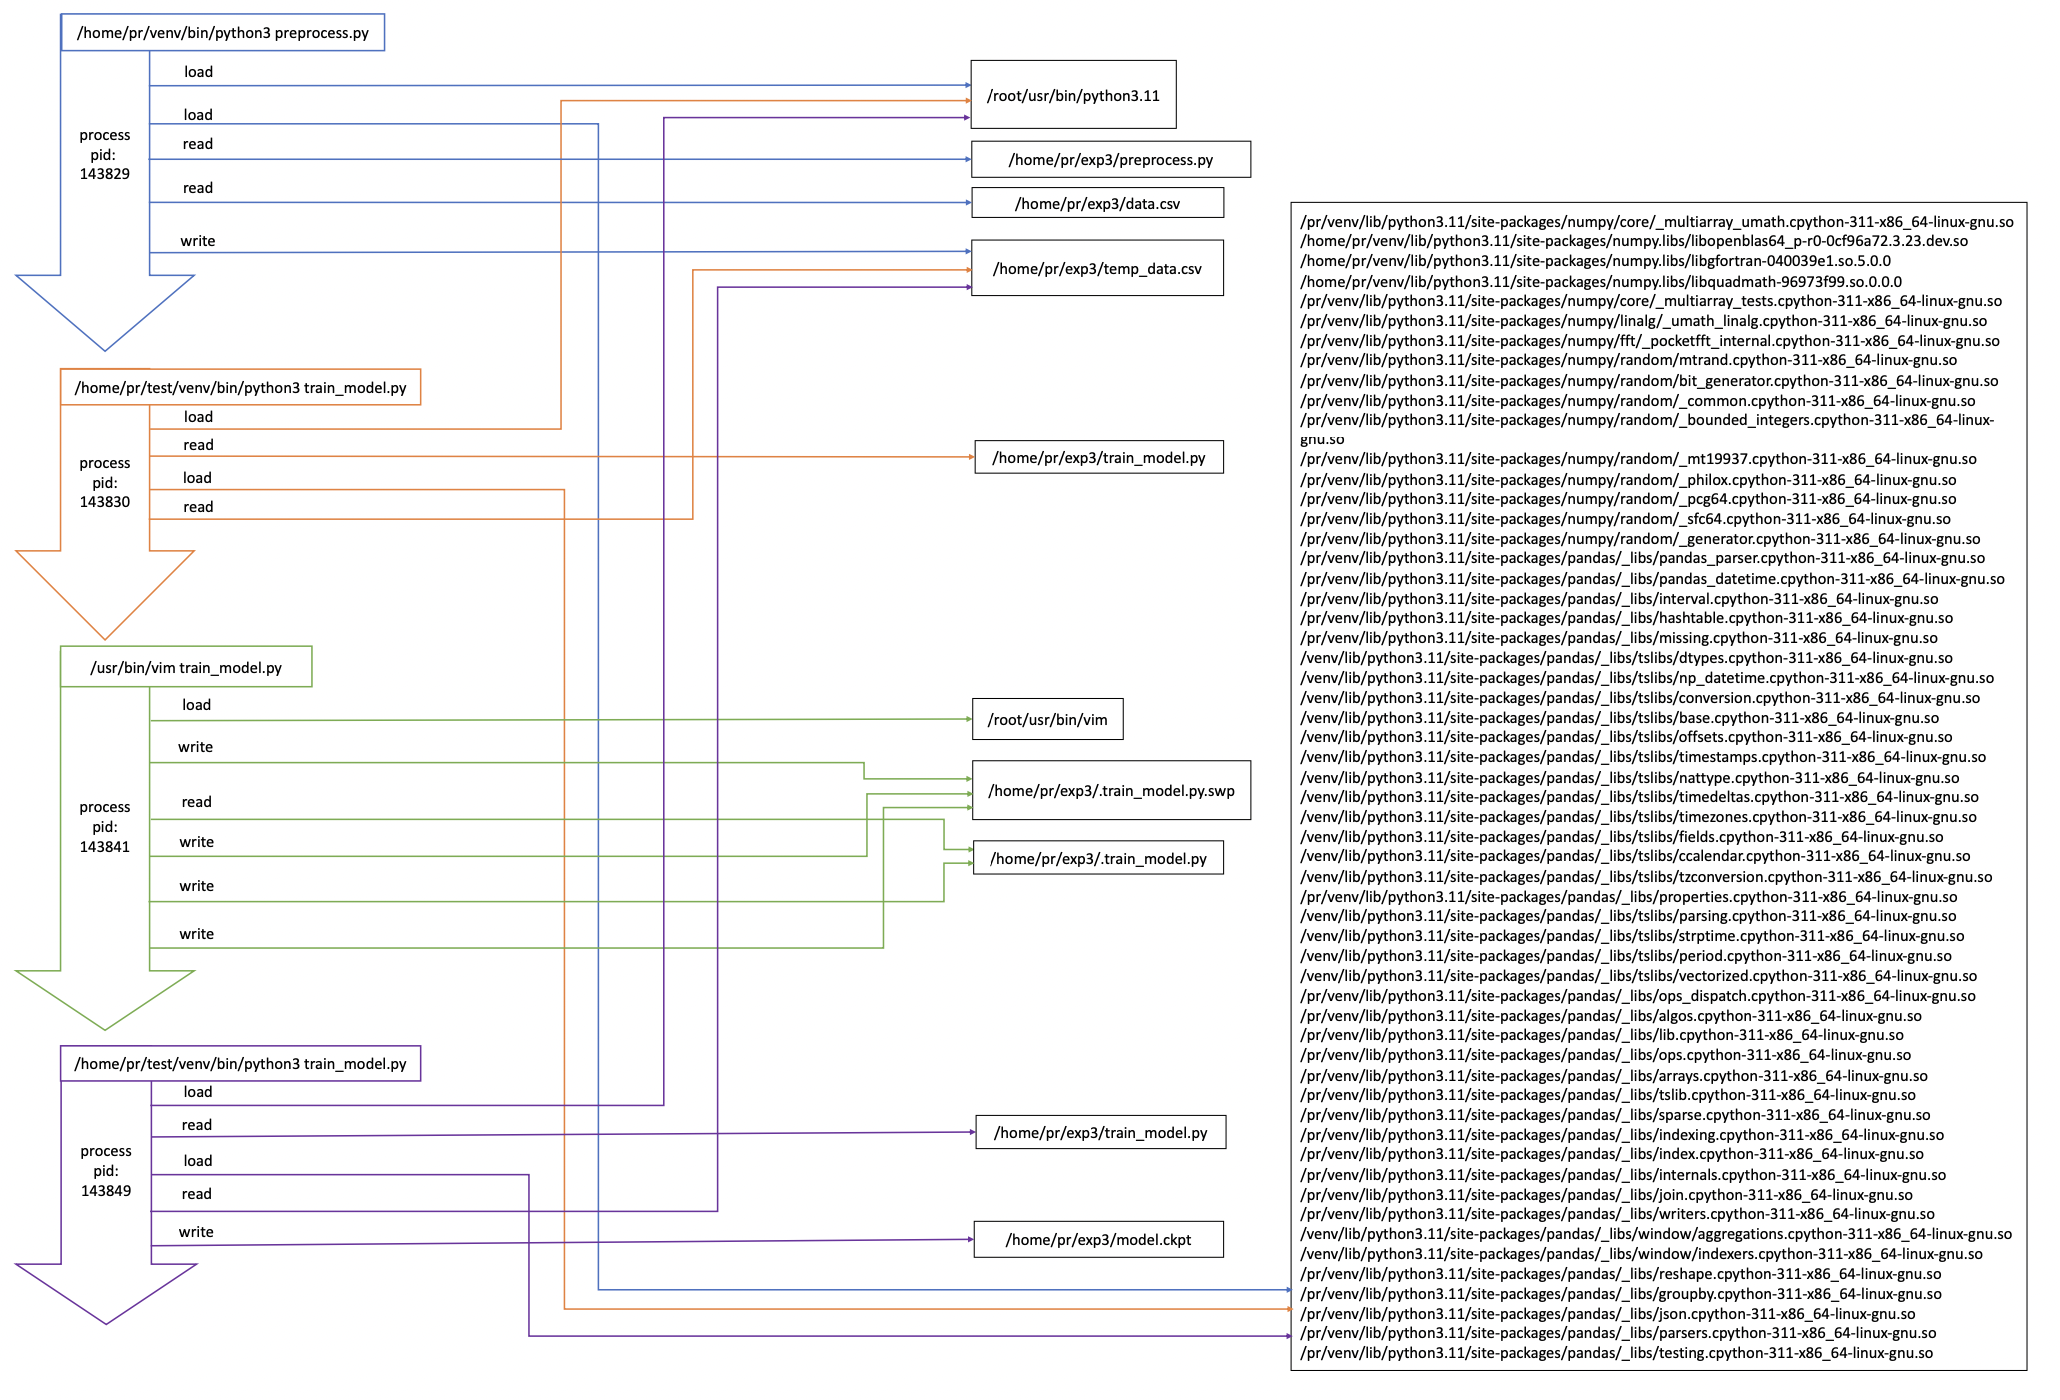 /home/pr/venv/bin/python3 preprocess.py
load
load
read
read
write
process
pid:
143829
/home/pr/test/venv/bin/python3 train_model.py
load
read
load
read
process
pid:
143830
/usr/bin/vim train_model.py
load
write
read
write
write
write
process
pid:
143841
/home/pr/test/venv/bin/python3 train_model.py
load
read
load
read
write
process
pid:
143849
/root/usr/bin/python3.11
/home/pr/exp3/preprocess.py
/home/pr/exp3/data.csv
/home/pr/exp3/temp_data.csv
/home/pr/exp3/train_model.py
/root/usr/bin/vim
/home/pr/exp3/.train_model.py.swp
/home/pr/exp3/.train_model.py
/home/pr/exp3/train_model.py
/home/pr/exp3/model.ckpt
/pr/venv/lib/python3.11/site-packages/numpy/core/_multiarray_umath.cpython-311-x86_64-linux-gnu.so
/home/pr/venv/lib/python3.11/site-packages/numpy.libs/libopenblas64_p-r0-0cf96a72.3.23.dev.so
/home/pr/venv/lib/python3.11/site-packages/numpy.libs/libgfortran-040039e1.so.5.0.0
/home/pr/venv/lib/python3.11/site-packages/numpy.libs/libquadmath-96973f99.so.0.0.0
/pr/venv/lib/python3.11/site-packages/numpy/core/_multiarray_tests.cpython-311-x86_64-linux-gnu.so
/pr/venv/lib/python3.11/site-packages/numpy/linalg/_umath_linalg.cpython-311-x86_64-linux-gnu.so
/pr/venv/lib/python3.11/site-packages/numpy/fft/_pocketfft_internal.cpython-311-x86_64-linux-gnu.so
/pr/venv/lib/python3.11/site-packages/numpy/random/mtrand.cpython-311-x86_64-linux-gnu.so
/pr/venv/lib/python3.11/site-packages/numpy/random/bit_generator.cpython-311-x86_64-linux-gnu.so
/pr/venv/lib/python3.11/site-packages/numpy/random/_common.cpython-311-x86_64-linux-gnu.so
/pr/venv/lib/python3.11/site-packages/numpy/random/_bounded_integers.cpython-311-x86_64-linux-
gnu.so
/pr/venv/lib/python3.11/site-packages/numpy/random/_mt19937.cpython-311-x86_64-linux-gnu.so
/pr/venv/lib/python3.11/site-packages/numpy/random/_philox.cpython-311-x86_64-linux-gnu.so
/pr/venv/lib/python3.11/site-packages/numpy/random/_pcg64.cpython-311-x86_64-linux-gnu.so
/pr/venv/lib/python3.11/site-packages/numpy/random/_sfc64.cpython-311-x86_64-linux-gnu.so
/pr/venv/lib/python3.11/site-packages/numpy/random/_generator.cpython-311-x86_64-linux-gnu.so
/pr/venv/lib/python3.11/site-packages/pandas/_libs/pandas_parser.cpython-311-x86_64-linux-gnu.so
/pr/venv/lib/python3.11/site-packages/pandas/_libs/pandas_datetime.cpython-311-x86_64-linux-gnu.so
/pr/venv/lib/python3.11/site-packages/pandas/_libs/interval.cpython-311-x86_64-linux-gnu.so
/pr/venv/lib/python3.11/site-packages/pandas/_libs/hashtable.cpython-311-x86_64-linux-gnu.so
/pr/venv/lib/python3.11/site-packages/pandas/_libs/missing.cpython-311-x86_64-linux-gnu.so
/venv/lib/python3.11/site-packages/pandas/_libs/tslibs/dtypes.cpython-311-x86_64-linux-gnu.so
/venv/lib/python3.11/site-packages/pandas/_libs/tslibs/np_datetime.cpython-311-x86_64-linux-gnu.so
/venv/lib/python3.11/site-packages/pandas/_libs/tslibs/conversion.cpython-311-x86_64-linux-gnu.so
/venv/lib/python3.11/site-packages/pandas/_libs/tslibs/base.cpython-311-x86_64-linux-gnu.so
/venv/lib/python3.11/site-packages/pandas/_libs/tslibs/offsets.cpython-311-x86_64-linux-gnu.so
/venv/lib/python3.11/site-packages/pandas/_libs/tslibs/timestamps.cpython-311-x86_64-linux-gnu.so
/venv/lib/python3.11/site-packages/pandas/_libs/tslibs/nattype.cpython-311-x86_64-linux-gnu.so
/venv/lib/python3.11/site-packages/pandas/_libs/tslibs/timedeltas.cpython-311-x86_64-linux-gnu.so
/venv/lib/python3.11/site-packages/pandas/_libs/tslibs/timezones.cpython-311-x86_64-linux-gnu.so
/venv/lib/python3.11/site-packages/pandas/_libs/tslibs/fields.cpython-311-x86_64-linux-gnu.so
/venv/lib/python3.11/site-packages/pandas/_libs/tslibs/ccalendar.cpython-311-x86_64-linux-gnu.so
/venv/lib/python3.11/site-packages/pandas/_libs/tslibs/tzconversion.cpython-311-x86_64-linux-gnu.so
/pr/venv/lib/python3.11/site-packages/pandas/_libs/properties.cpython-311-x86_64-linux-gnu.so
/venv/lib/python3.11/site-packages/pandas/_libs/tslibs/parsing.cpython-311-x86_64-linux-gnu.so
/venv/lib/python3.11/site-packages/pandas/_libs/tslibs/strptime.cpython-311-x86_64-linux-gnu.so
/venv/lib/python3.11/site-packages/pandas/_libs/tslibs/period.cpython-311-x86_64-linux-gnu.so
/venv/lib/python3.11/site-packages/pandas/_libs/tslibs/vectorized.cpython-311-x86_64-linux-gnu.so
/pr/venv/lib/python3.11/site-packages/pandas/_libs/ops_dispatch.cpython-311-x86_64-linux-gnu.so
/pr/venv/lib/python3.11/site-packages/pandas/_libs/algos.cpython-311-x86_64-linux-gnu.so
/pr/venv/lib/python3.11/site-packages/pandas/_libs/lib.cpython-311-x86_64-linux-gnu.so
/pr/venv/lib/python3.11/site-packages/pandas/_libs/ops.cpython-311-x86_64-linux-gnu.so
/pr/venv/lib/python3.11/site-packages/pandas/_libs/arrays.cpython-311-x86_64-linux-gnu.so
/pr/venv/lib/python3.11/site-packages/pandas/_libs/tslib.cpython-311-x86_64-linux-gnu.so
/pr/venv/lib/python3.11/site-packages/pandas/_libs/sparse.cpython-311-x86_64-linux-gnu.so
/pr/venv/lib/python3.11/site-packages/pandas/_libs/indexing.cpython-311-x86_64-linux-gnu.so
/pr/venv/lib/python3.11/site-packages/pandas/_libs/index.cpython-311-x86_64-linux-gnu.so
/pr/venv/lib/python3.11/site-packages/pandas/_libs/internals.cpython-311-x86_64-linux-gnu.so
/pr/venv/lib/python3.11/site-packages/pandas/_libs/join.cpython-311-x86_64-linux-gnu.so
/pr/venv/lib/python3.11/site-packages/pandas/_libs/writers.cpython-311-x86_64-linux-gnu.so
/venv/lib/python3.11/site-packages/pandas/_libs/window/aggregations.cpython-311-x86_64-linux-gnu.so
/venv/lib/python3.11/site-packages/pandas/_libs/window/indexers.cpython-311-x86_64-linux-gnu.so
/pr/venv/lib/python3.11/site-packages/pandas/_libs/reshape.cpython-311-x86_64-linux-gnu.so
/pr/venv/lib/python3.11/site-packages/pandas/_libs/groupby.cpython-311-x86_64-linux-gnu.so
/pr/venv/lib/python3.11/site-packages/pandas/_libs/json.cpython-311-x86_64-linux-gnu.so
/pr/venv/lib/python3.11/site-packages/pandas/_libs/parsers.cpython-311-x86_64-linux-gnu.so
/pr/venv/lib/python3.11/site-packages/pandas/_libs/testing.cpython-311-x86_64-linux-gnu.so